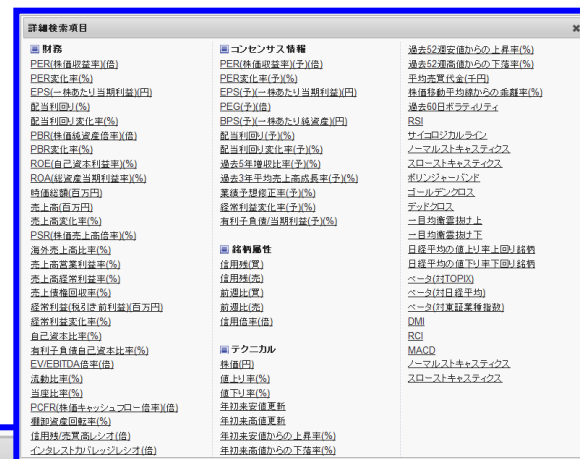 詳細検索項目
財務
PER(株価収益率)(倍)
PER変化率(%)
EPS(一株あたり当期利益)(円)
配当利回り(%)
配当利回り変化率(%)
PBR(株価純資産倍率)(倍)
PBR変化率(%)
ROE(自己資本利益率)(%)
ROA(総資産当期利益率)(%)
時価総額(百万円)
売上高(百万円)
売上高変化率(%)
PSR(株価売上高倍率)(%)
海外売上高比率(%)
売上高営業利益率(%)
売上高経常利益率(%)
売上債権回収率(%)
経常利益(税引き前利益)(百万円)
経常利益変化率(%)
自己資本比率(%)
有利子負債自己資本比率(%)
EV/EBITDA倍率(倍)
流動比率(%)
当座比率(%)
PCFR(株価キャッシュフロー倍率)(倍)
棚卸資産回転率(%)
信用残/売買高レシオ(倍)
インタレストカバレッジレシオ(倍)
コンセンサス情報
PER(株価収益率)(予)(倍)
PER変化率(予)(%)
EPS(予)(一株あたり当期利益)(円)
PEG(予)(倍)
BPS(予)(一株あたり純資産)(円)
配当利回り(予)(%)
配当利回り変化率(予)(%)
過去5年増収比率(予)(%)
過去3年平均売上高成長率(予)(%)
業績予想修正率(予)(%)
経常利益変化率(予)(%)
有利子負債/当期利益(予)(%)
銘柄属性
信用残(買)
信用残(売)
前週比(買)
前週比(売)
信用倍率(倍)
テクニカル
株価(円)
値上り率(%)
値下り率(%)
年初来安値更新
年初来高値更新
年初来安値からの上昇率(%)
年初来高値からの下落率(%)
過去52週安値からの上昇率(%)
過去52週高値からの下落率(%)
平均売買代金(千円)
株価移動平均線からの乖離率(%)
過去60日ボラティリティ
RSI
サイコロジカルライン
ノーマルストキャスティクス
スローストキャスティクス
ボリンジャーバンド
ゴールデンクロス
デッドクロス
一目均衡雲抜け上
一目均衡雲抜け下
日経平均の値上り率上回り銘柄
日経平均の値下り率下回り銘柄
ベータ(対TOPIX)
ベータ(対日経平均)
ベータ(対東証業種指数)
DMI
RCI
MACD
ノーマルストキャスティクス
スローストキャスティクス